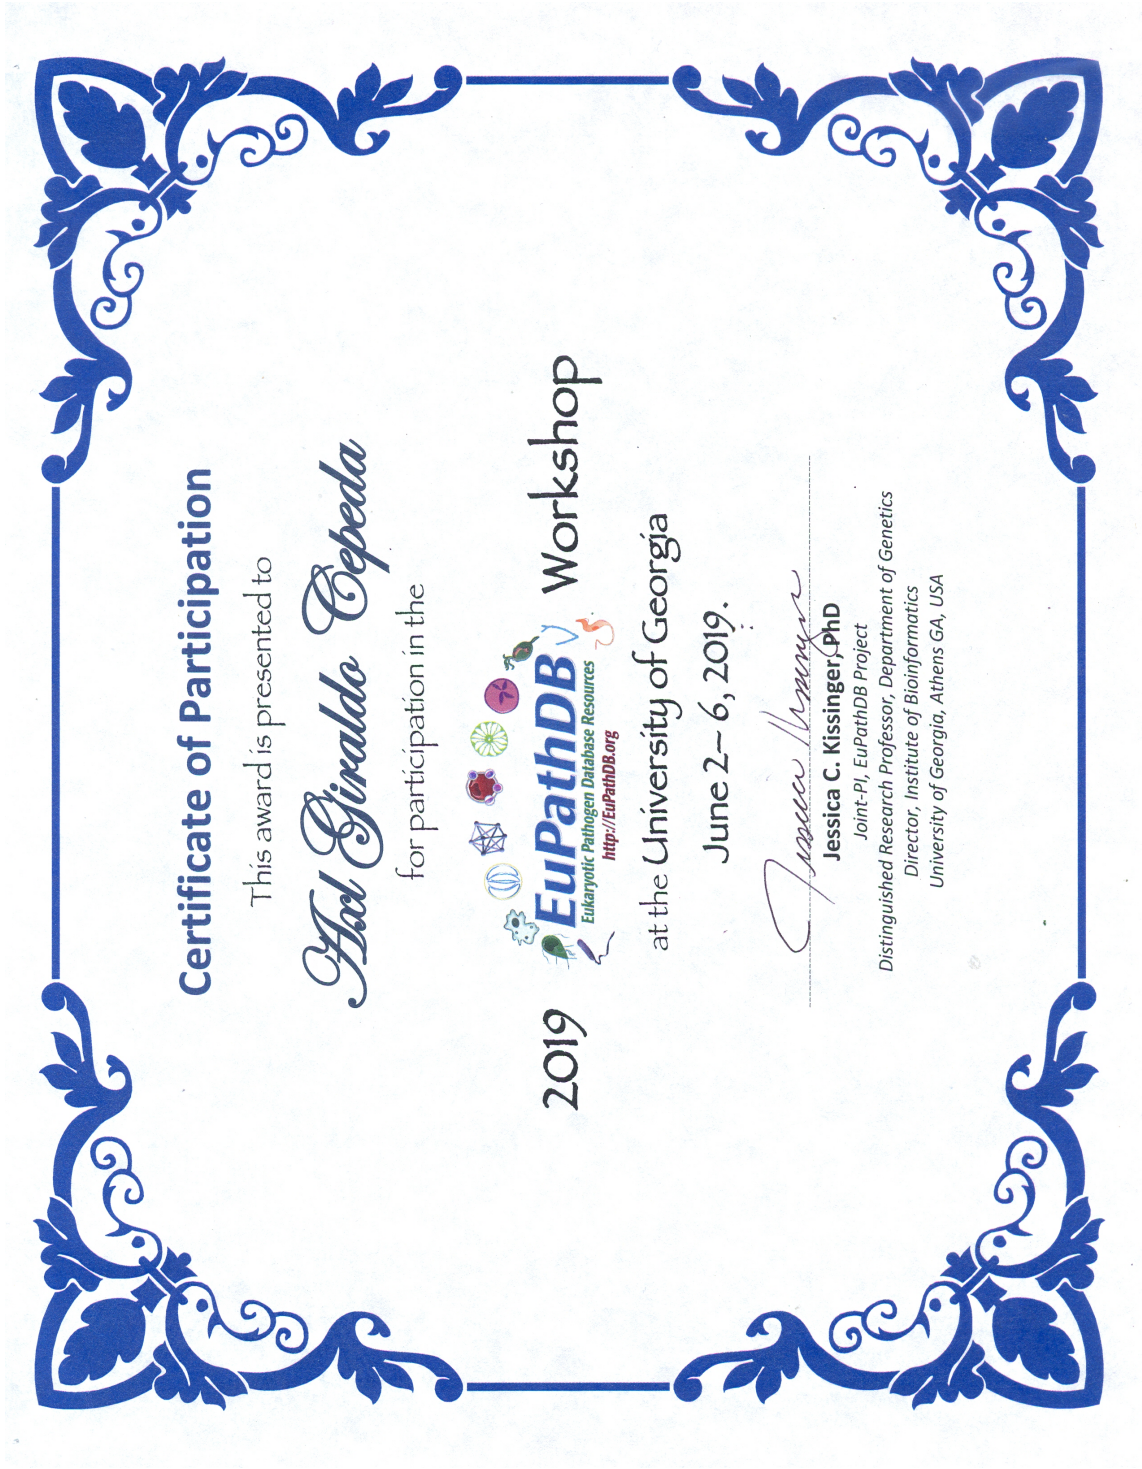 Certificate of Participation
This award is presented to
Giraldo Cepeda
for participation in the
2019 EuPathDB Workshop
Eukaryotic Pathogen Database Resources
http://EuPathDB.org
at the University of Georgia
June 2– 6, 2019.
Jessica C. Kissinger, PhD
Joint-PI, EuPathDB Project
Distinguished Research Professor, Department of Genetics
Director, Institute of Bioinformatics
University of Georgia, Athens GA, USA